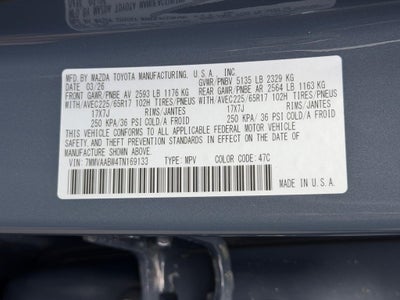 MFD. BY MAZDA TOYOTA MANUFACTURING, U.S.A., INC.
DATE: 03/26 GVWR/PNBV 5135 LB 2329 KG
FRONT GAWR/PNBE AV 2593 LB 1176 KG REAR GAWR/PNBE AR 2564 LB 1163 KG
WITH/AVEC225/65R17 102H TIRES/PNEUS WITH/AVEC225/65R17 102H TIRES/PNEUS
17X7J RIMS/JANTES 17X7J RIMS/JANTES
250 KPA/36 PSI COLD/A FROID 250 KPA/36 PSI COLD/A FROID
THIS VEHICLE CONFORMS TO ALL APPLICABLE FEDERAL MOTOR VEHICLE
SAFETY, BUMPER, AND THEFT PREVENTION STANDARDS IN EFFECT ON THE DATE OF
MANUFACTURE SHOWN ABOVE.
VIN: 7MMVAABW4TN169133 TYPE: MPV COLOR CODE: 47C
MADE IN U.S.A.